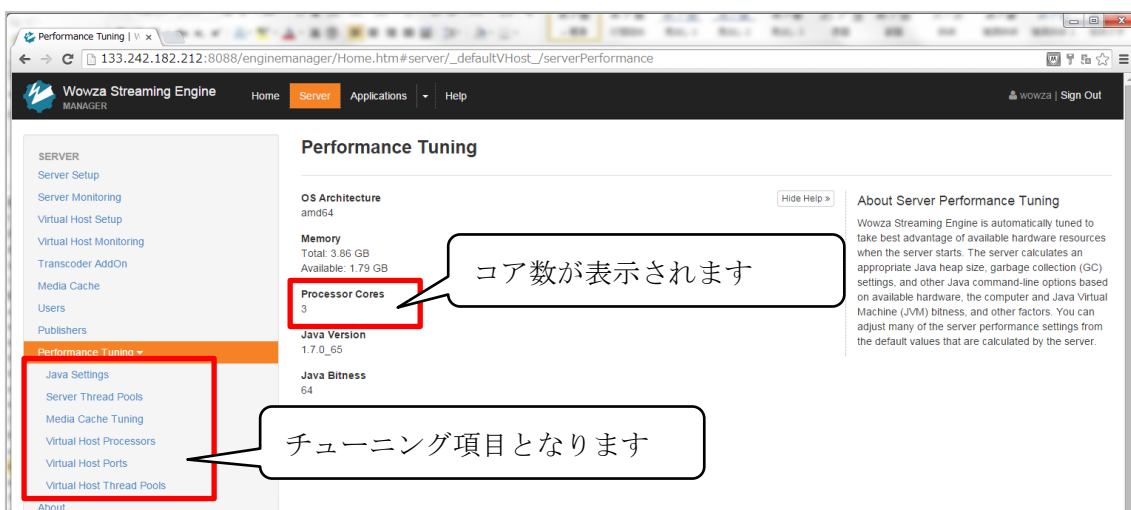 Performance Tuning | W
133.242.182.212:8088/enginemanager/Home.htm#server/_defaultVHost_/serverPerformance
Wowza Streaming Engine
MANAGER
Home Server Applications Help
wowza | Sign Out
SERVER
Server Setup
Server Monitoring
Virtual Host Setup
Virtual Host Monitoring
Transcoder AddOn
Media Cache
Users
Publishers
Performance Tuning
Java Settings
Server Thread Pools
Media Cache Tuning
Virtual Host Processors
Virtual Host Ports
Virtual Host Thread Pools
About
Performance Tuning
OS Architecture
amd64
Memory
Total: 3.86 GB
Available: 1.79 GB
Processor Cores
3
Java Version
1.7.0_65
Java Bitness
64
コア数が表示されます
チューニング項目となります
Hide Help »
About Server Performance Tuning
Wowza Streaming Engine is automatically tuned to
take best advantage of available hardware resources
when the server starts. The server calculates an
appropriate Java heap size, garbage collection (GC)
settings, and other Java command-line options based
on available hardware, the computer and Java Virtual
Machine (JVM) bitness, and other factors. You can
adjust many of the server performance settings from
the default values that are calculated by the server.